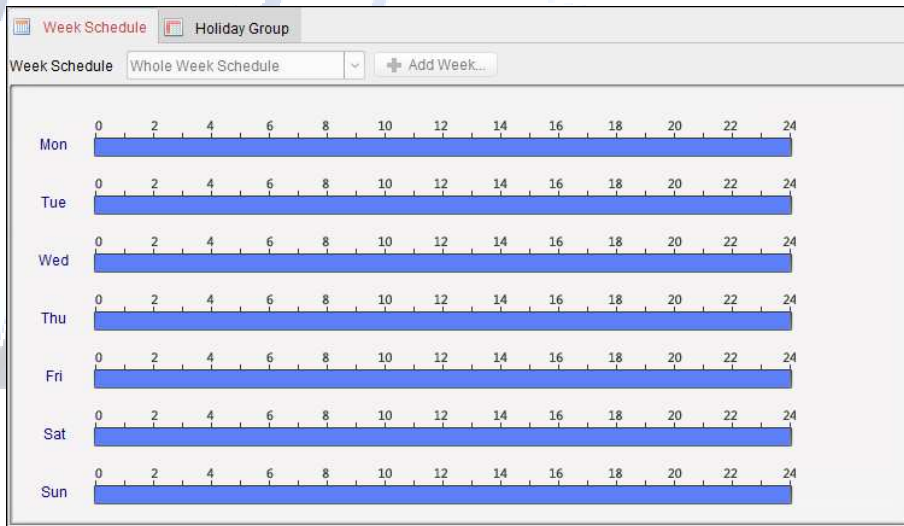 Week Schedule Holiday Group
Week Schedule Whole Week Schedule Add Week...
0 2 4 6 8 10 12 14 16 18 20 22 24
Mon
0 2 4 6 8 10 12 14 16 18 20 22 24
Tue
0 2 4 6 8 10 12 14 16 18 20 22 24
Wed
0 2 4 6 8 10 12 14 16 18 20 22 24
Thu
0 2 4 6 8 10 12 14 16 18 20 22 24
Fri
0 2 4 6 8 10 12 14 16 18 20 22 24
Sat
0 2 4 6 8 10 12 14 16 18 20 22 24
Sun